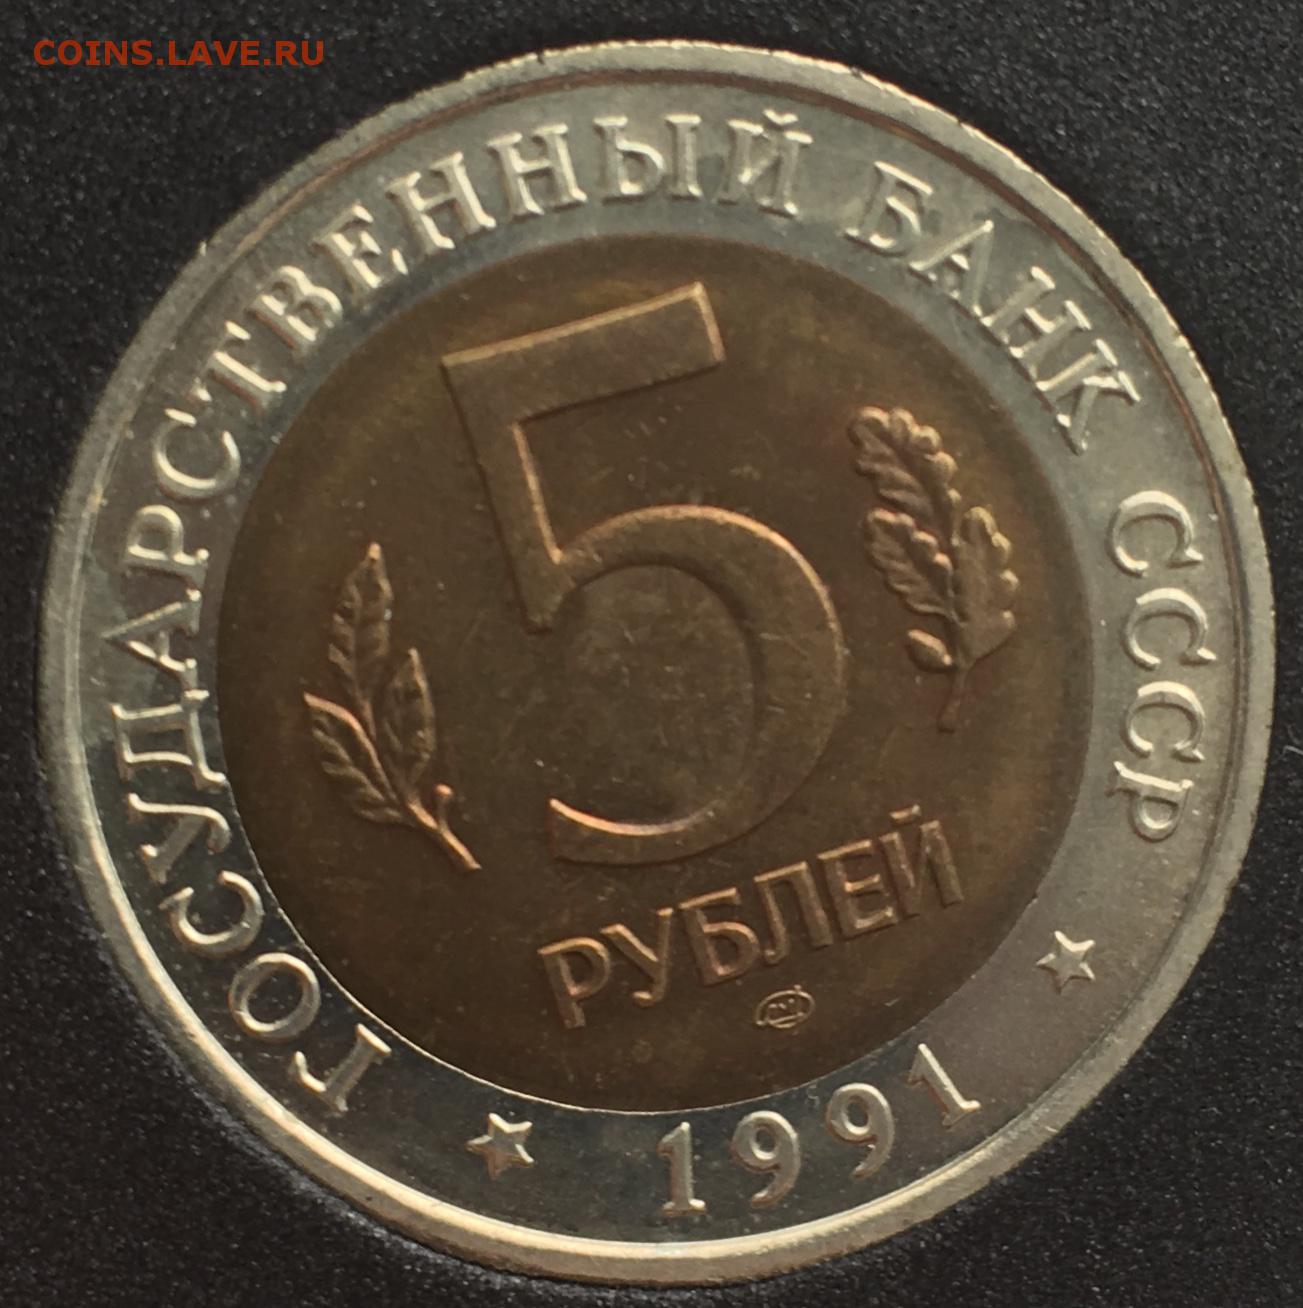 COINS.LAVE.RU
ГОСУДАРСТВЕННЫЙ БАНК СССР
5
РУБЛЕЙ
1991